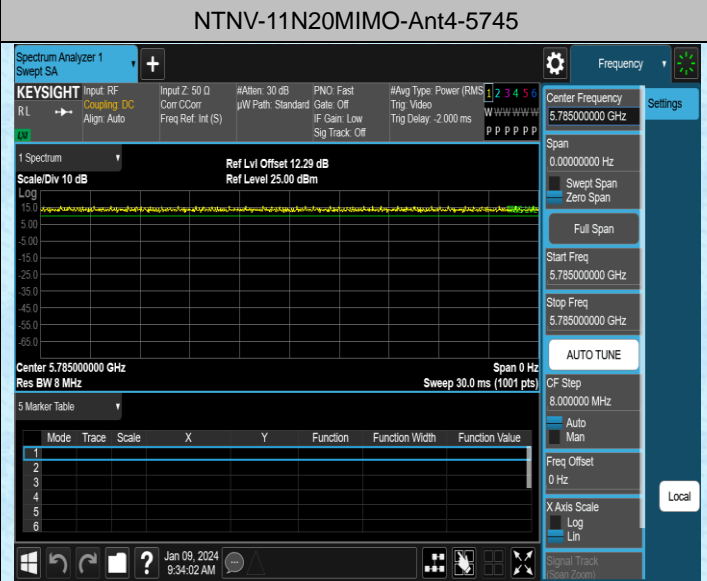 NTNV-11N20MIMO-Ant4-5745
Spectrum Analyzer 1
Swept SA
Frequency
KEYSIGHT
RL
LXI
Input: RF
Coupling: DC
Align: Auto
Input Z: 50 Ω
Corr CCorr
Freq Ref: Int (S)
#Atten: 30 dB
µW Path: Standard
PNO: Fast
Gate: Off
IF Gain: Low
Sig Track: Off
#Avg Type: Power (RMS
Trig: Video
Trig Delay: -2.000 ms
1 2 3 4 5 6
W W W W W W
P P P P P P
1 Spectrum
Scale/Div 10 dB
Ref Lvl Offset 12.29 dB
Ref Level 25.00 dBm
Log
15.0
5.00
-5.00
-15.0
-25.0
-35.0
-45.0
-55.0
-65.0
Center 5.785000000 GHz
Span 0 Hz
Res BW 8 MHz
Sweep 30.0 ms (1001 pts)
5 Marker Table
Mode Trace Scale X Y Function Function Width Function Value
1
2
3
4
5
6
Center Frequency
5.785000000 GHz
Settings
Span
0.00000000 Hz
Swept Span
Zero Span
Full Span
Start Freq
5.785000000 GHz
Stop Freq
5.785000000 GHz
AUTO TUNE
CF Step
8.000000 MHz
Auto
Man
Freq Offset
0 Hz
X Axis Scale
Log
Lin
Local
Signal Track
(Span Zoom)
?
Jan 09, 2024
9:34:02 AM